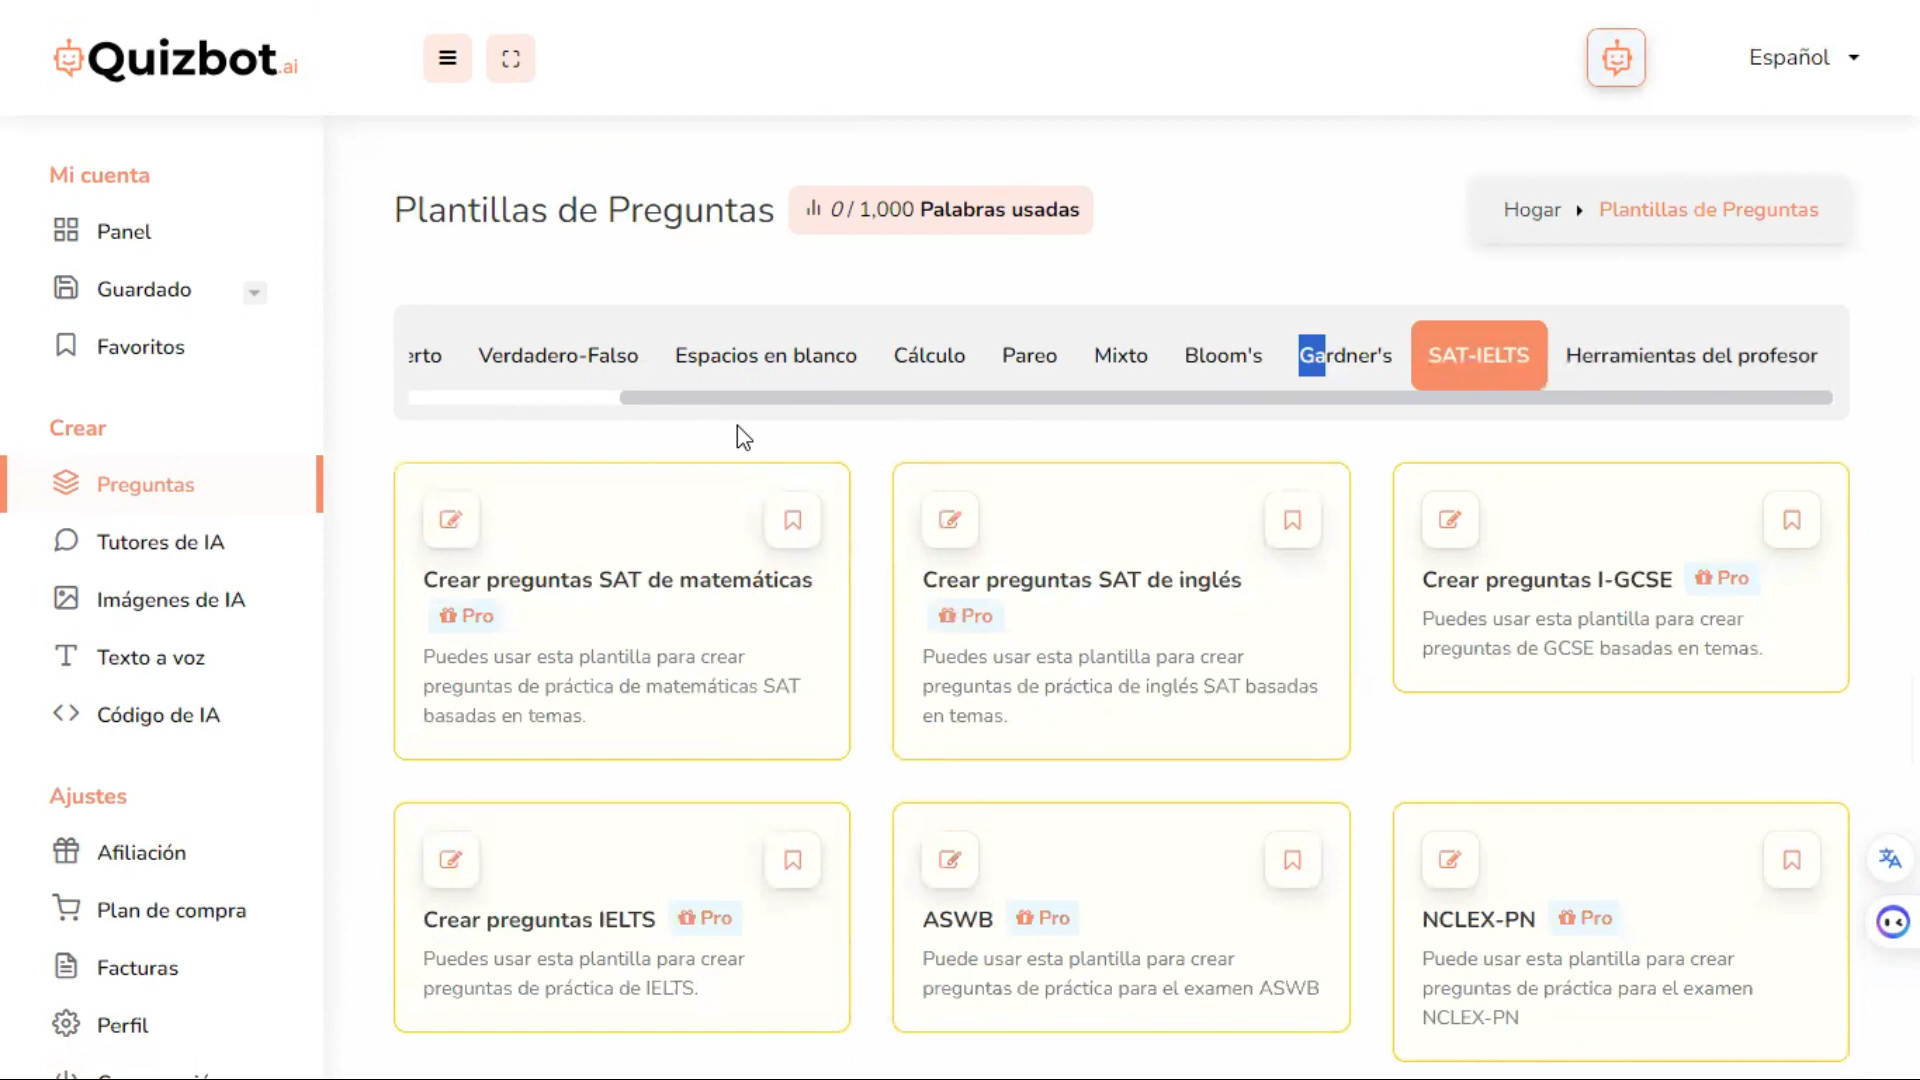 Quizbot.ai
Español
Mi cuenta
Panel
Guardado
Favoritos
Crear
Preguntas
Tutores de IA
Imágenes de IA
Texto a voz
Código de IA
Ajustes
Afiliación
Plan de compra
Facturas
Perfil
Plantillas de Preguntas
0 / 1,000 Palabras usadas
Hogar
Plantillas de Preguntas
erto
Verdadero-Falso
Espacios en blanco
Cálculo
Pareo
Mixto
Bloom's
Gardner's
SAT-IELTS
Herramientas del profesor
Crear preguntas SAT de matemáticas
Pro
Puedes usar esta plantilla para crear
preguntas de práctica de matemáticas SAT
basadas en temas.
Crear preguntas SAT de inglés
Pro
Puedes usar esta plantilla para crear
preguntas de práctica de inglés SAT basadas
en temas.
Crear preguntas I-GCSE Pro
Puedes usar esta plantilla para crear
preguntas de GCSE basadas en temas.
Crear preguntas IELTS Pro
Puedes usar esta plantilla para crear
preguntas de práctica de IELTS.
ASWB Pro
Puede usar esta plantilla para crear
preguntas de práctica para el examen ASWB
NCLEX-PN Pro
Puede usar esta plantilla para crear
preguntas de práctica para el examen
NCLEX-PN